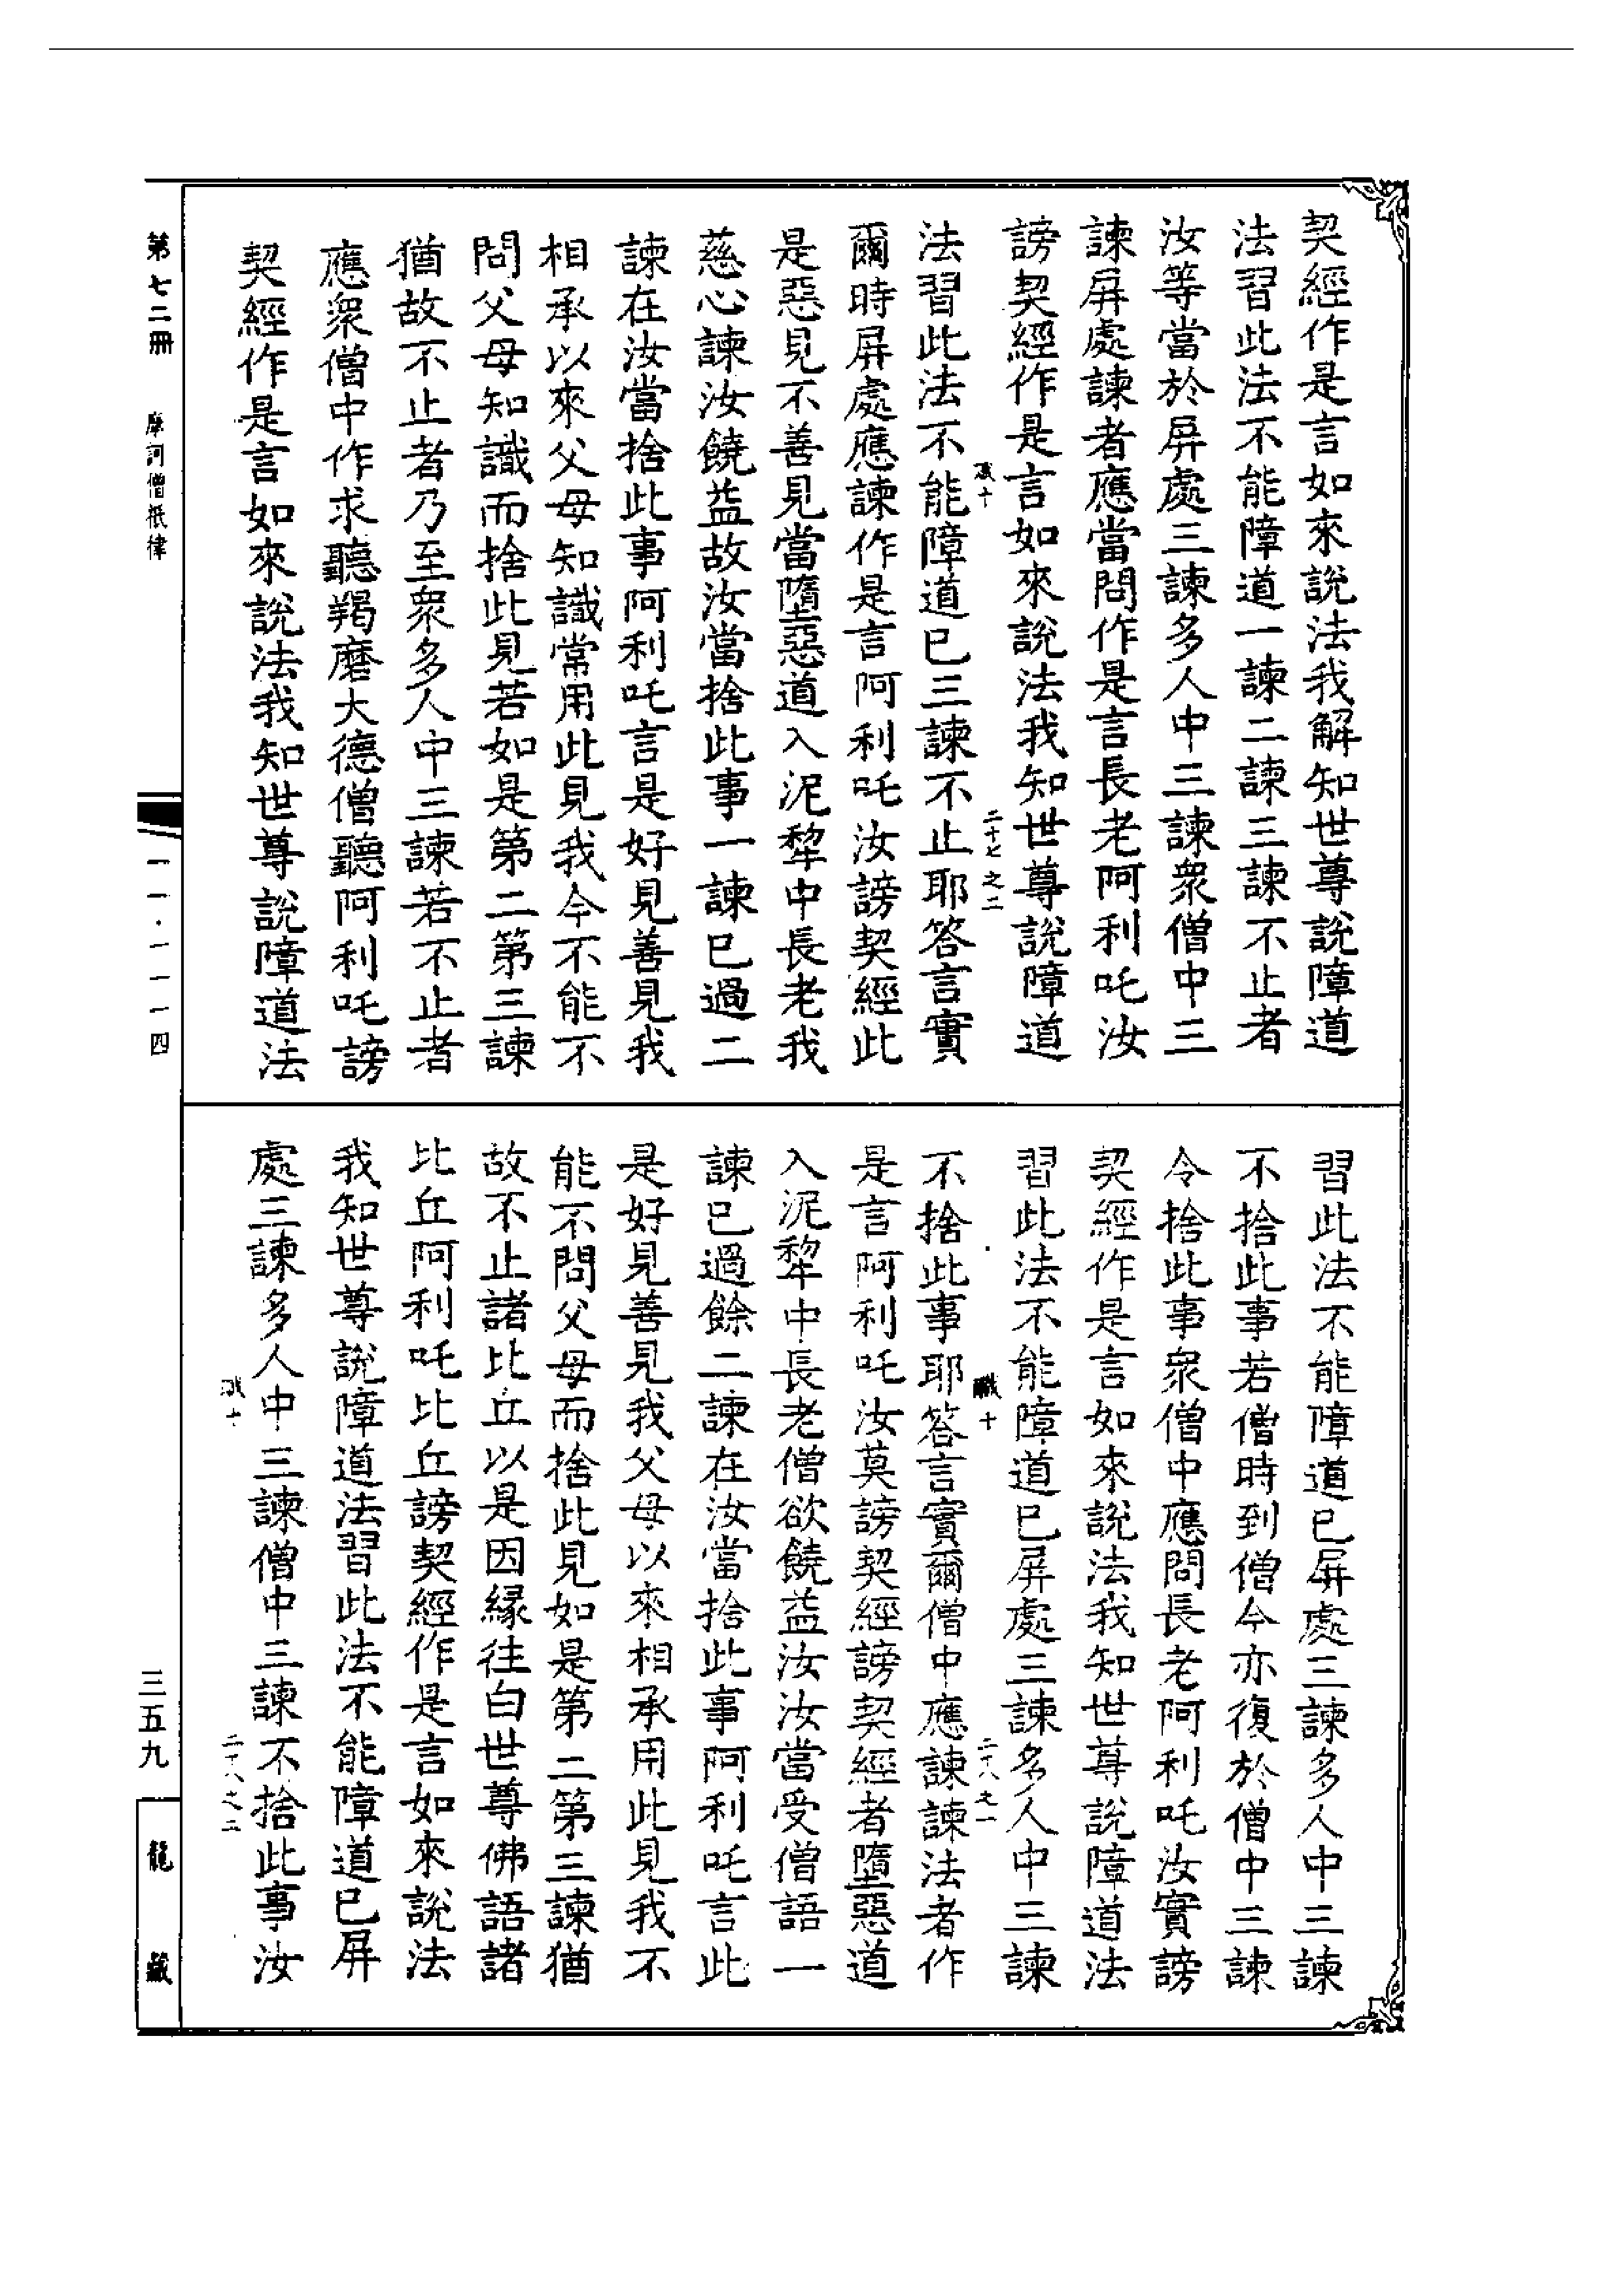 契經作是言如來說法我解知世尊說障道
法習此法不能障道一諫二諫三諫不止者
汝等當於屏處三諫多人中三諫衆僧中三
諫屏處諫者應當問作是言長老阿利吒汝
謗契經作是言如來說法我知世尊說障道
職十
二十七之二
法習此法不能障道已三諫不止耶答言實
爾時屏處應諫作是言阿利吒汝謗契經此
是惡見不善見當墮惡道入泥犂中長老我
慈心諫汝饒益故汝當捨此事一諫已過二
諫在汝當捨此事阿利吒言是好見善見我
相承以來父母知識常用此見我今不能不
問父母知識而捨此見若如是第二第三諫
猶故不止者乃至衆多人中三諫若不止者
應衆僧中作求聽羯磨大德僧聽阿利吒謗
契經作是言如來說法我知世尊說障道法
習此法不能障道已屏處三諫多人中三諫
不捨此事若僧時到僧今亦復於僧中三諫
令捨此事衆僧中應問長老阿利吒汝實謗
契經作是言如來說法我知世尊說障道法
習此法不能障道已屏處三諫多人中三諫
職十
二十八之一
不捨此事耶答言實爾僧中應諫諫法者作
是言阿利吒汝莫謗契經謗契經者墮惡道
入泥犂中長老僧欲饒益汝汝當受僧語一
諫已過餘二諫在汝當捨此事阿利吒言此
是好見善見我父母以來相承用此見我不
能不問父母而捨此見如是第二第三諫猶
故不止諸比丘以是因緣往白世尊佛語諸
比丘阿利吒比丘謗契經作是言如來說法
我知世尊說障道法習此法不能障道已屏
處三諫多人中三諫僧中三諫不捨此事汝
職十
二十八之二
第七二冊
摩訶僧祇律
一一·一一一四
三五九
龍藏